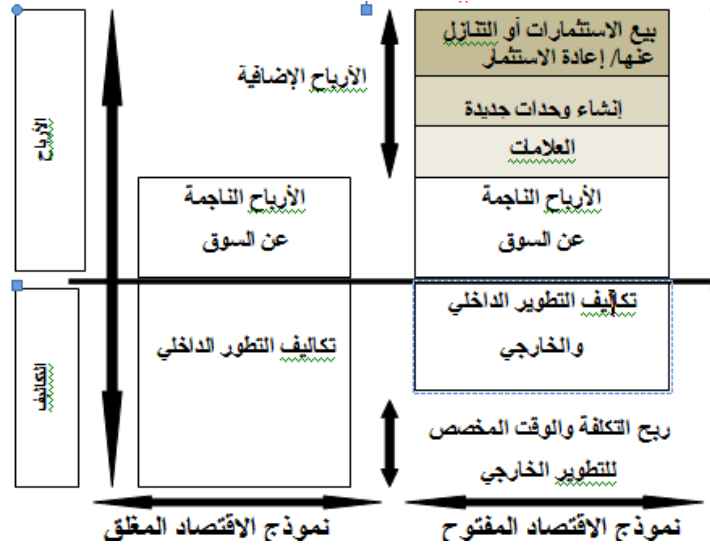 بيع الاستثمارات أو التنازل
عنها/ إعادة الاستثمار
إنشاء وحدات جديدة
العلامات
الأرباح الناجمة
عن السوق
تكاليف التطوير الداخلي
والخارجي
ربح التكلفة والوقت المخصص
للتطوير الخارجي
نموذج الاقتصاد المفتوح
الأرباح الإضافية
الأرباح الناجمة
عن السوق
تكاليف التطور الداخلي
نموذج الاقتصاد المغلق
الأرباح
التكاليف